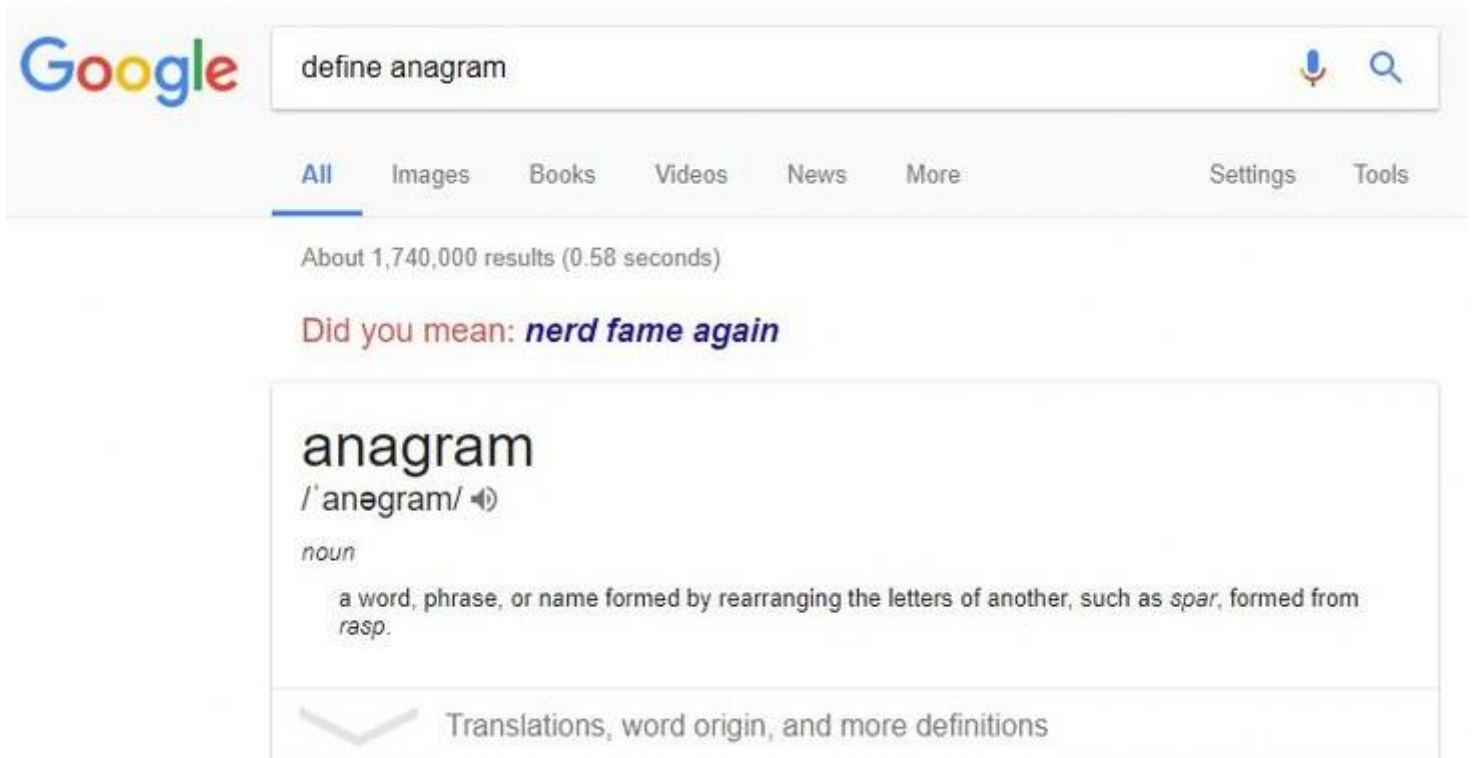 Google
define anagram
All Images Books Videos News More Settings Tools
About 1,740,000 results (0.58 seconds)
Did you mean: nerd fame again
anagram
/ˈanəgram/
noun
a word, phrase, or name formed by rearranging the letters of another, such as spar, formed from
rasp.
Translations, word origin, and more definitions